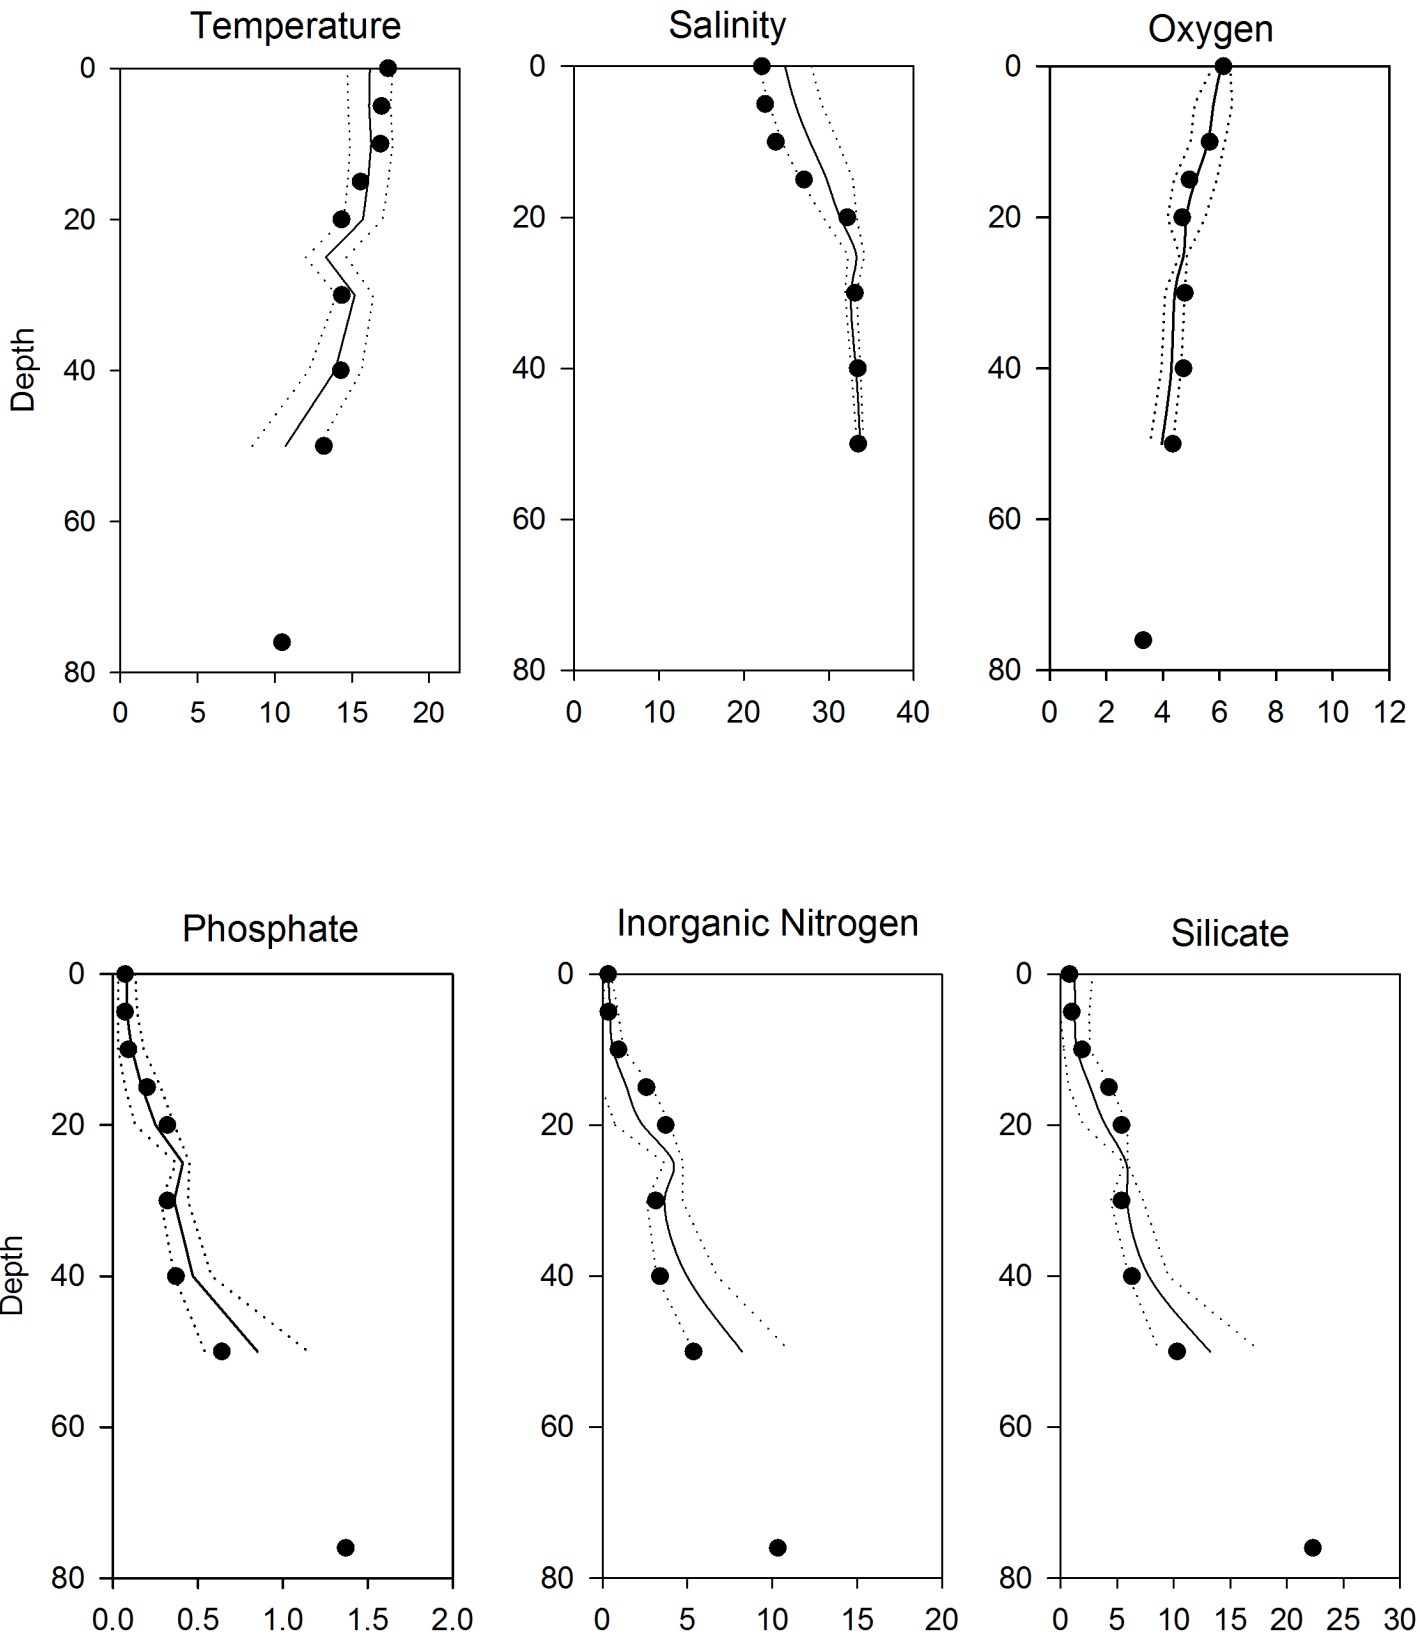 Temperature Salinity Oxygen
0 0 0
20 20 20
Depth
40 40 40
60 60 60
80 80 80
0 5 10 15 20 0 10 20 30 40 0 2 4 6 8 10 12
Phosphate Inorganic Nitrogen Silicate
0 0 0
20 20 20
Depth
40 40 40
60 60 60
80 80 80
0.0 0.5 1.0 1.5 2.0 0 5 10 15 20 0 5 10 15 20 25 30